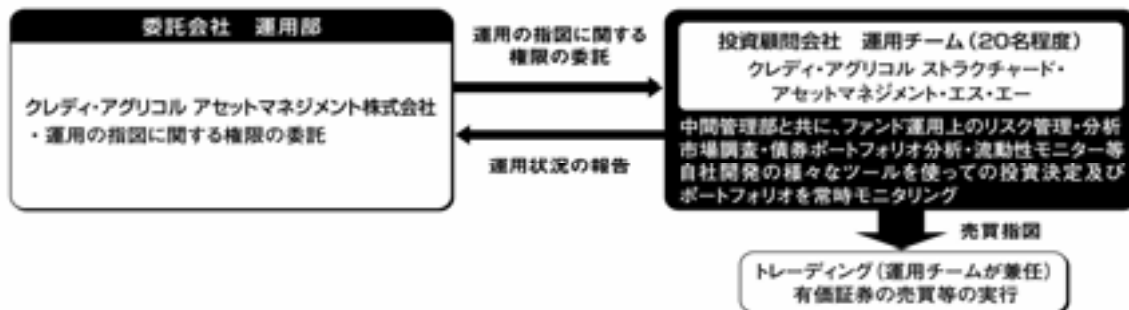 委託会社 運用部
クレディ・アグリコル アセットマネジメント株式会社
・運用の指図に関する権限の委託
運用の指図に関する
権限の委託
運用状況の報告
投資顧問会社 運用チーム(20名程度)
クレディ・アグリコル ストラクチャード・
アセットマネジメント・エス・エー
中間管理部と共に、ファンド運用上のリスク管理・分析
市場調査・債券ポートフォリオ分析・流動性モニター等
自社開発の様々なツールを使っての投資決定及び
ポートフォリオを常時モニタリング
売買指図
トレーディング(運用チームが兼任)
有価証券の売買等の実行